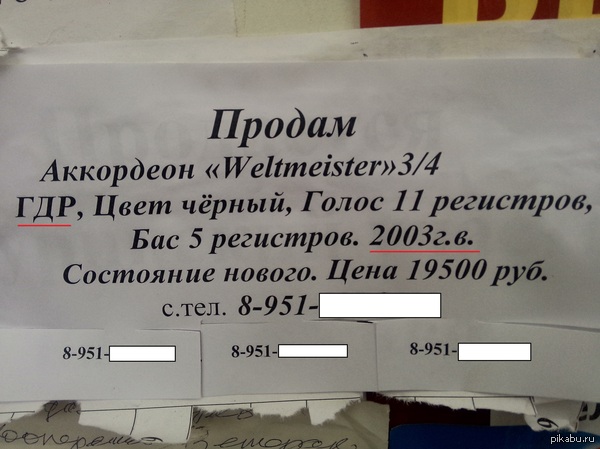 Продам
Аккордеон «Weltmeister»3/4
ГДР, Цвет чёрный, Голос 11 регистров,
Бас 5 регистров. 2003г.в.
Состояние нового. Цена 19500 руб.
с.тел. 8-951-
8-951-
8-951-
8-951-
pikabu.ru